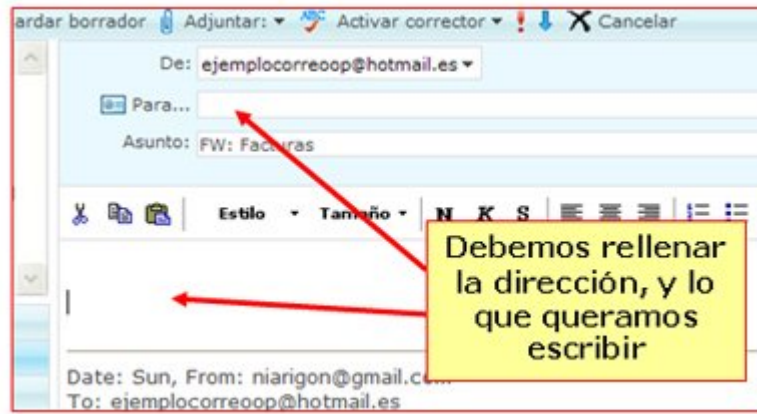 ardar borrador Adjuntar: Activar corrector ! Cancelar
De: ejemplocorreoop@hotmail.es
Para...
Asunto: FW: Facturas
Estilo Tamaño N K S
Debemos rellenar
la dirección, y lo
que queramos
escribir
Date: Sun, From: niarigon@gmail.com
To: ejemplocorreoop@hotmail.es